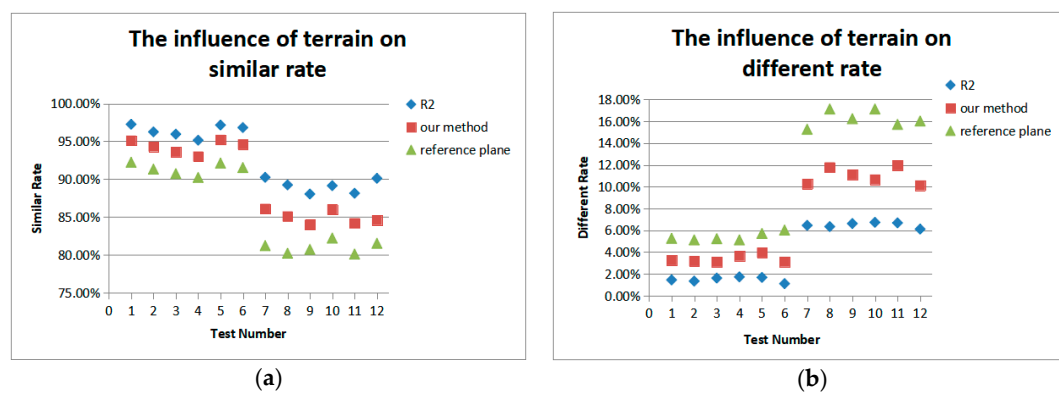 The influence of terrain on
similar rate
100.00%
95.00%
90.00%
85.00%
80.00%
75.00%
Similar Rate
0 1 2 3 4 5 6 7 8 9 10 11 12
Test Number
R2
our method
reference plane
(a)
The influence of terrain on
different rate
18.00%
16.00%
14.00%
12.00%
10.00%
8.00%
6.00%
4.00%
2.00%
0.00%
Different Rate
0 1 2 3 4 5 6 7 8 9 10 11 12
Test Number
R2
our method
reference plane
(b)